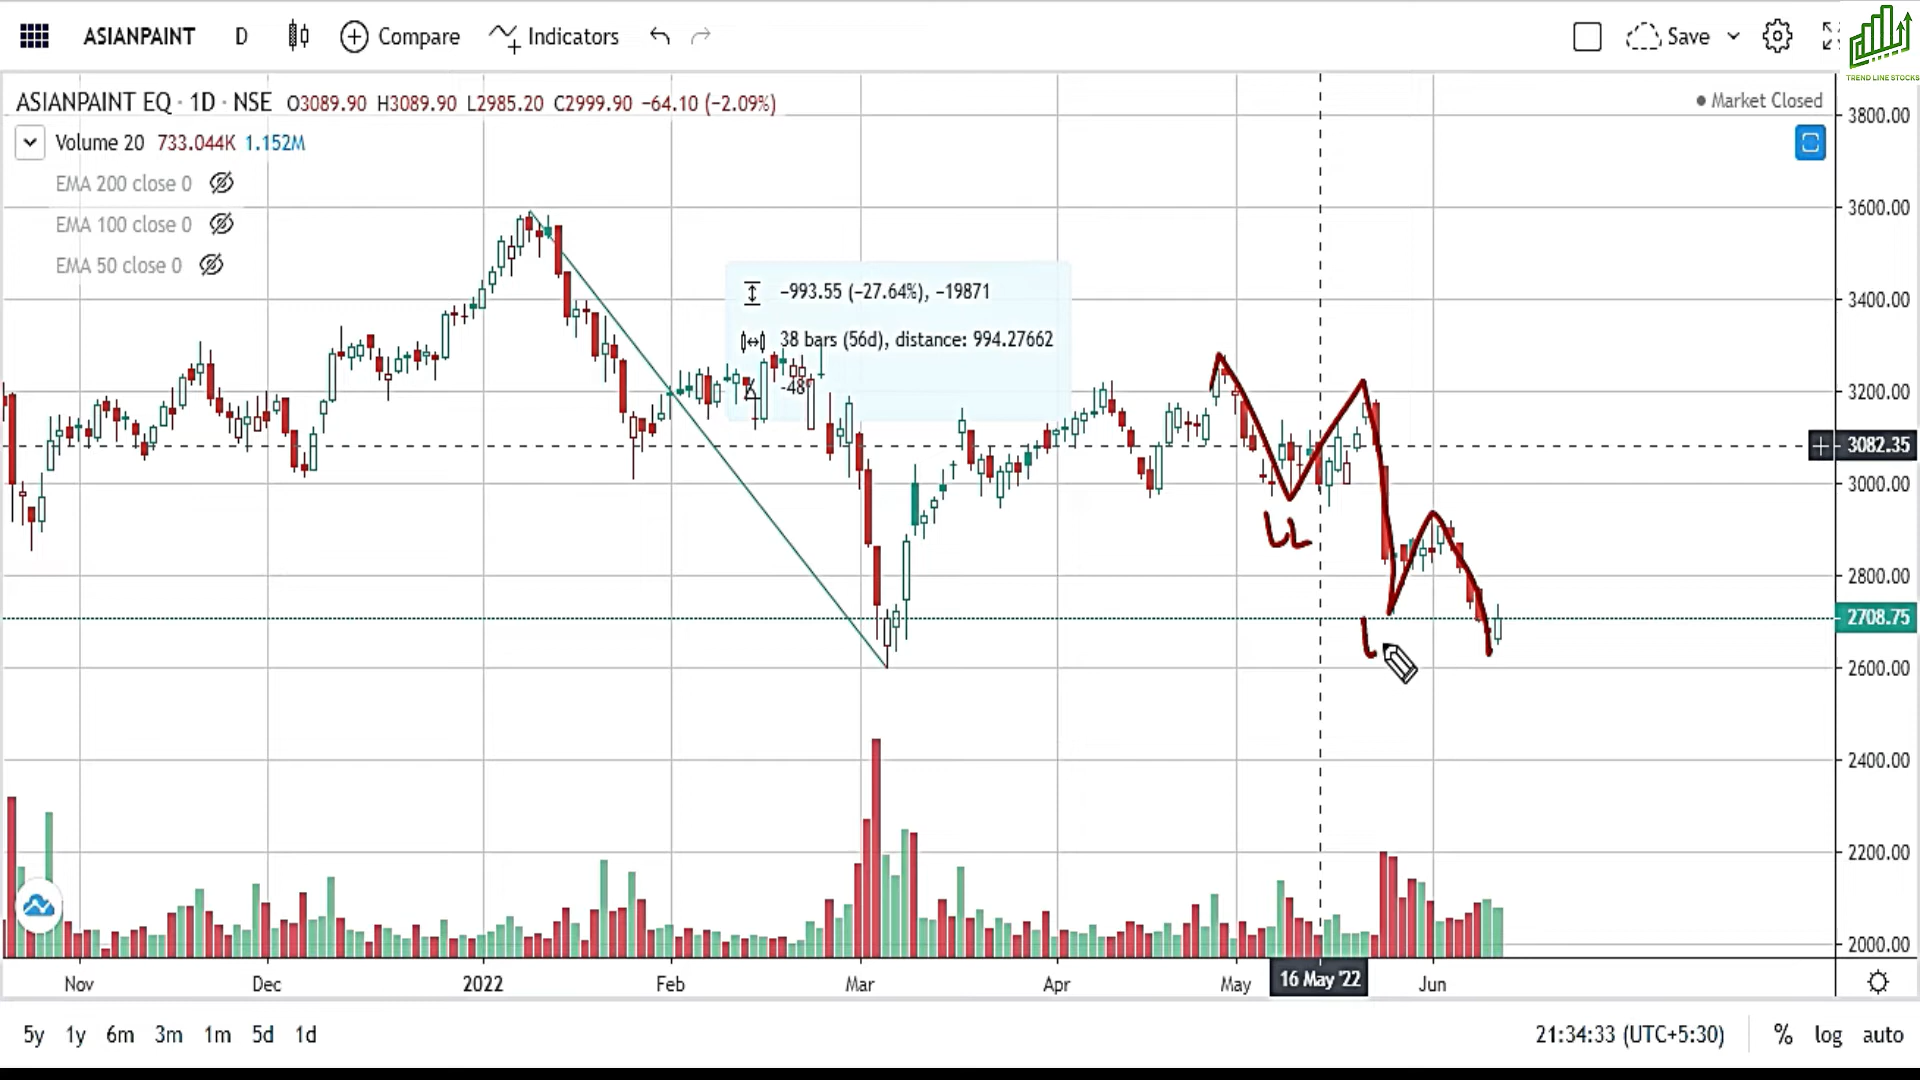 ASIANPAINT D Compare Indicators Save
TREND LINE STOCKS
ASIANPAINT EQ · 1D · NSE O3089.90 H3089.90 L2985.20 C2999.90 −64.10 (−2.09%)
Market Closed
Volume 20 733.044K 1.152M
EMA 200 close 0
EMA 100 close 0
EMA 50 close 0
−993.55 (−27.64%), −19871
38 bars (56d), distance: 994.27662
-48°
LL
L
3800.00
3600.00
3400.00
3200.00
3082.35
3000.00
2800.00
2708.75
2600.00
2400.00
2200.00
2000.00
Nov Dec 2022 Feb Mar Apr May 16 May '22 Jun
5y 1y 6m 3m 1m 5d 1d 21:34:33 (UTC+5:30) % log auto